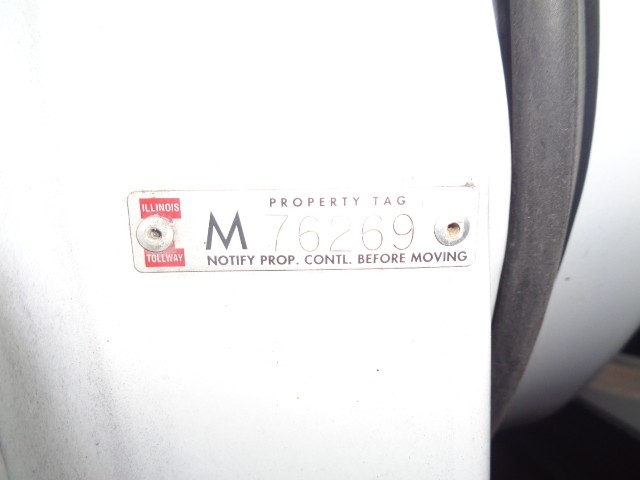 ILLINOIS
TOLLWAY
PROPERTY TAG
M 76269
NOTIFY PROP. CONTL. BEFORE MOVING